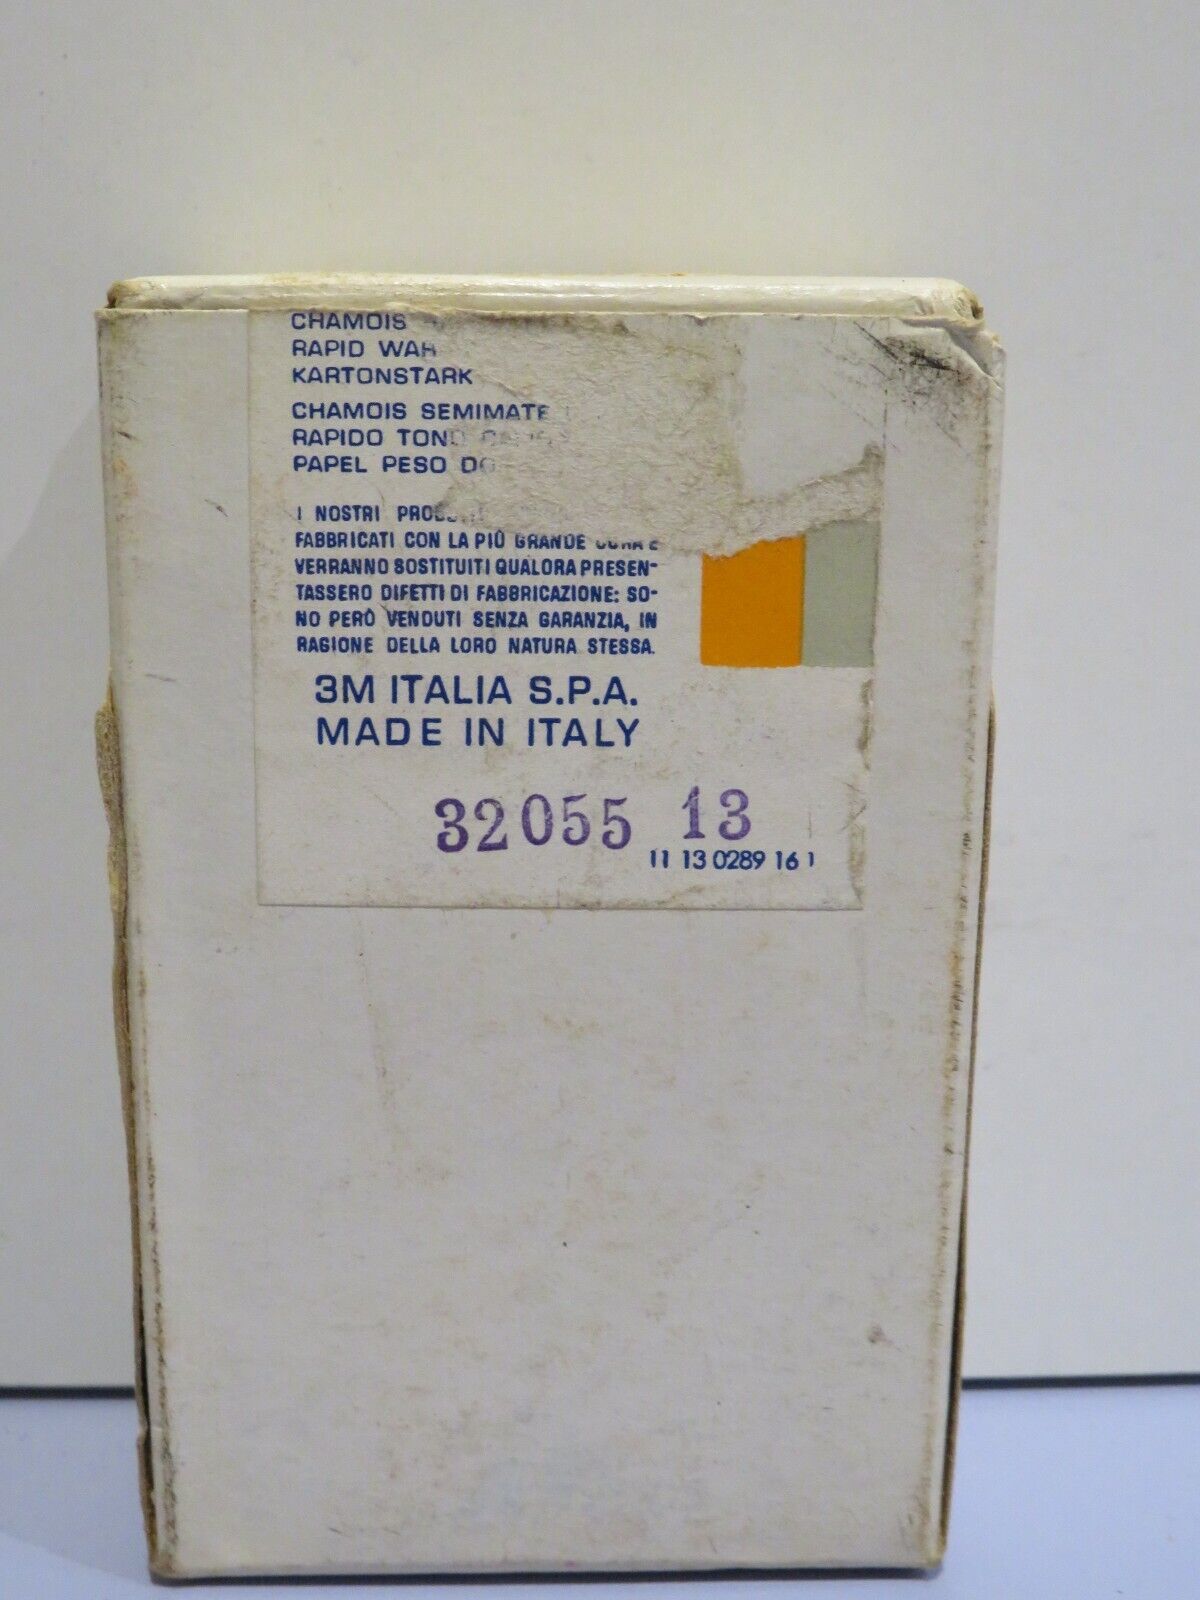 CHAMOIS
RAPID
KARTONSTARK
CHAMOIS SEMIMATE
RAPIDO TONO
PAPEL PESO
I NOSTRI
FABBRICATI CON LA PIÙ GRANDE CURA E
VERRANNO SOSTITUITI QUALORA PRESEN-
TASSERO DIFETTI DI FABBRICAZIONE: SO-
NO PERÒ VENDUTI SENZA GARANZIA, IN
RAGIONE DELLA LORO NATURA STESSA.
3M ITALIA S.P.A.
MADE IN ITALY
32055 13
11 13 0289 16 1